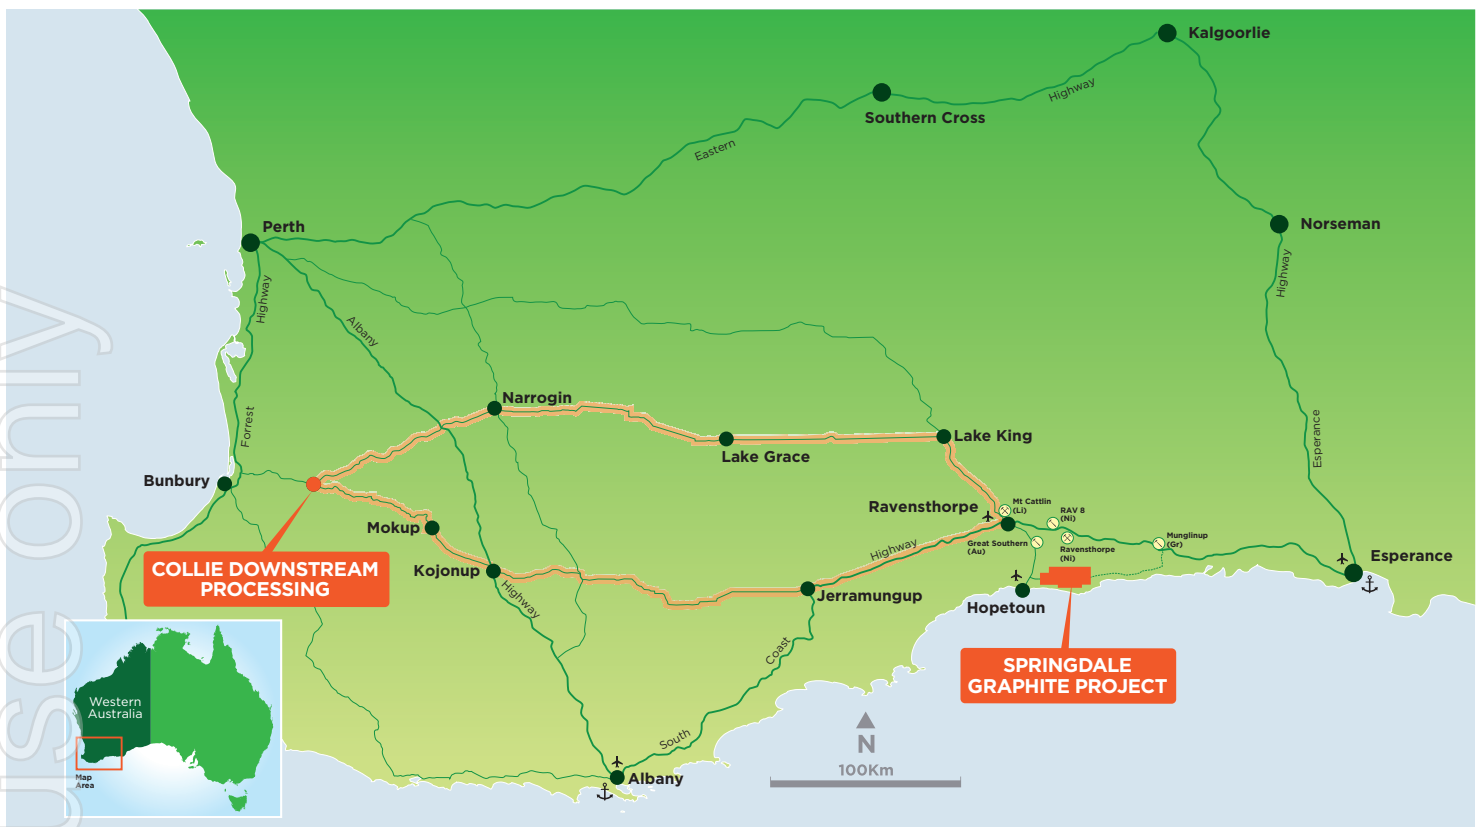 Kalgoorlie
Highway
Southern Cross
Eastern
Perth
Norseman
Highway
Highway
Albany
Narrogin
Forrest
Lake King
Lake Grace
Esperance
Bunbury
Mt Cattlin
(Li)
Ravensthorpe
RAV 8
(Ni)
Mokup
Great Southern
(Au)
Ravensthorpe
(Ni)
Munglinup
(Gr)
Highway
Esperance
COLLIE DOWNSTREAM
PROCESSING
Kojonup
Highway
Jerramungup
Hopetoun
Coast
SPRINGDALE
GRAPHITE PROJECT
Western
Australia
South
N
100Km
Map
Area
Albany
use only